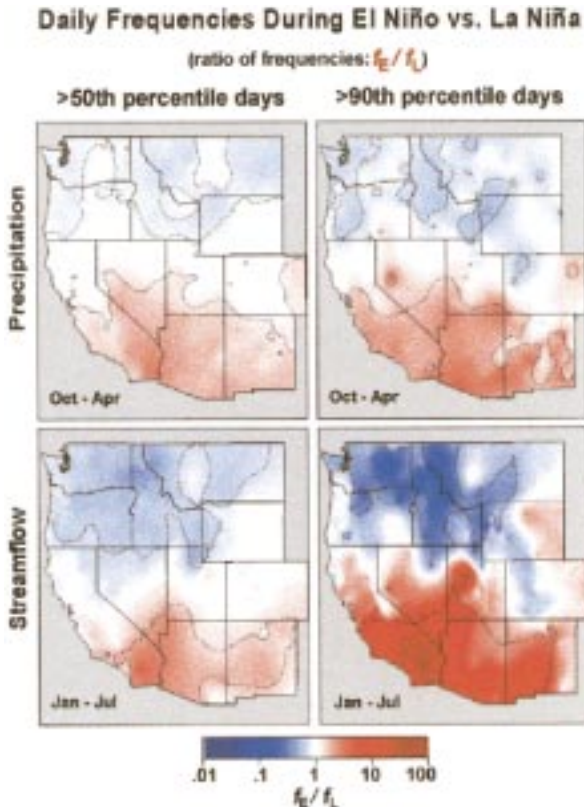 Daily Frequencies During El Niño vs. La Niña
(ratio of frequencies: fE / fL)
>50th percentile days
>90th percentile days
Precipitation
Oct - Apr
Oct - Apr
Streamflow
Jan - Jul
Jan - Jul
.01 .1 1 10 100
fE / fL